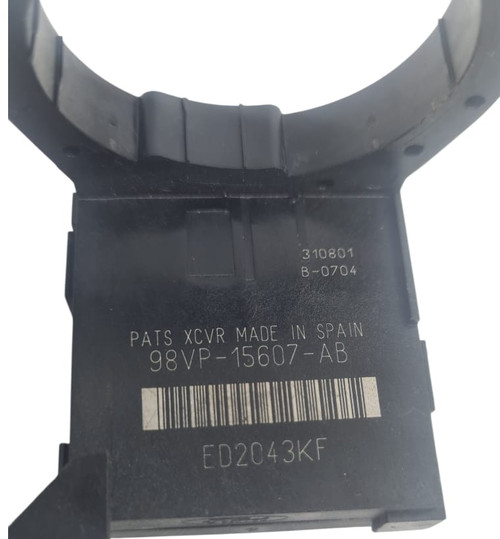 310801
B-0704
PATS XCVR MADE IN SPAIN
98VP-15607-AB
ED2043KF